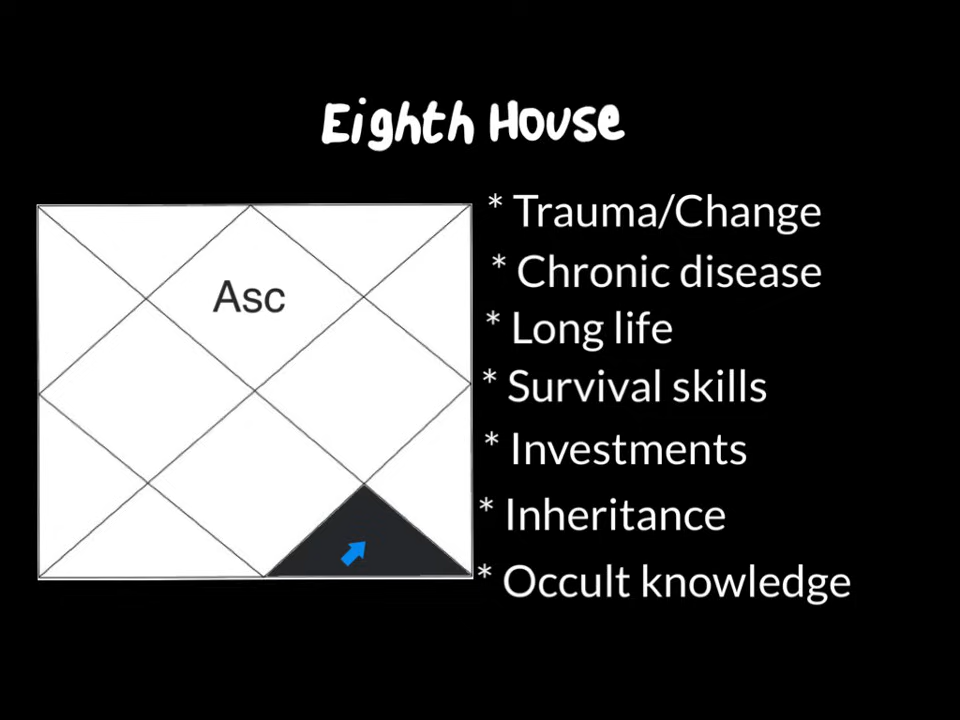 Eighth House
Asc
* Trauma/Change
* Chronic disease
* Long life
* Survival skills
* Investments
* Inheritance
* Occult knowledge